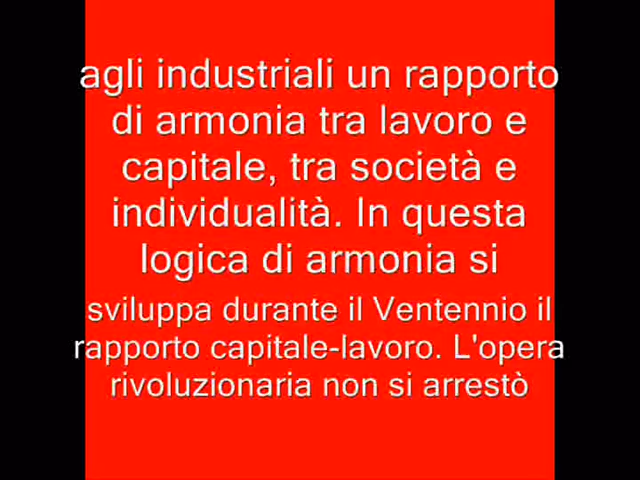 agli industriali un rapporto
di armonia tra lavoro e
capitale, tra società e
individualità. In questa
logica di armonia si
sviluppa durante il Ventennio il
rapporto capitale-lavoro. L'opera
rivoluzionaria non si arrestò